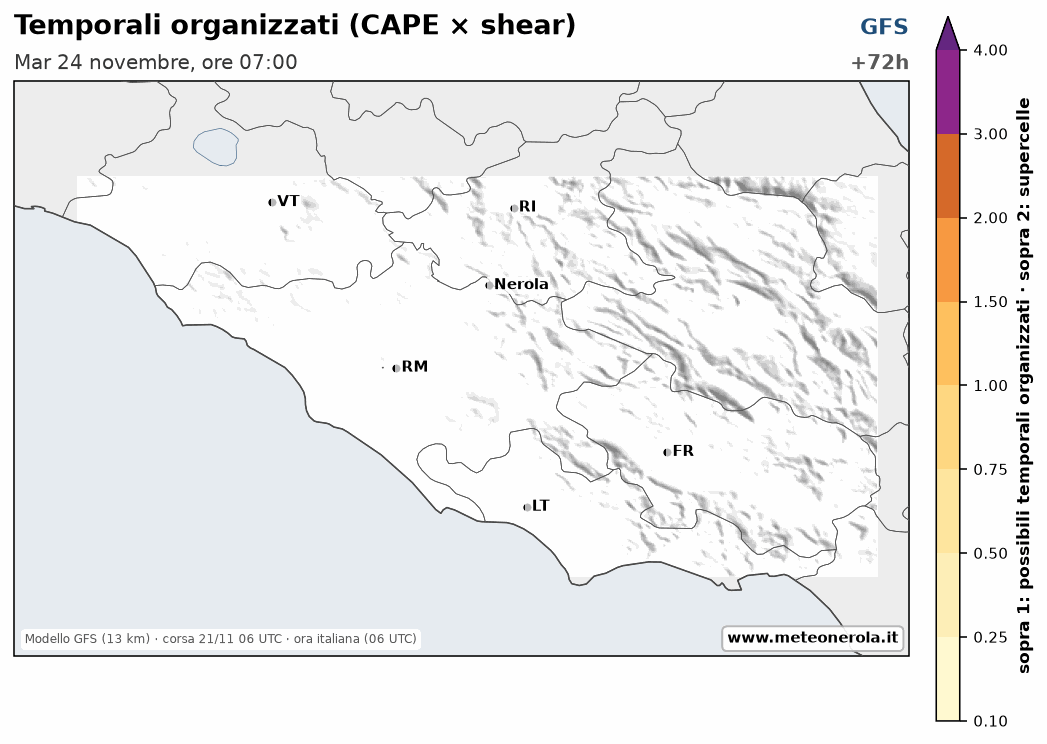 Temporali organizzati (CAPE × shear)
GFS
Mar 24 novembre, ore 07:00
+72h
VT
RI
Nerola
RM
FR
LT
Modello GFS (13 km) · corsa 21/11 06 UTC · ora italiana (06 UTC)
www.meteonerola.it
4.00
3.00
2.00
1.50
1.00
0.75
0.50
0.25
0.10
sopra 1: possibili temporali organizzati · sopra 2: supercelle